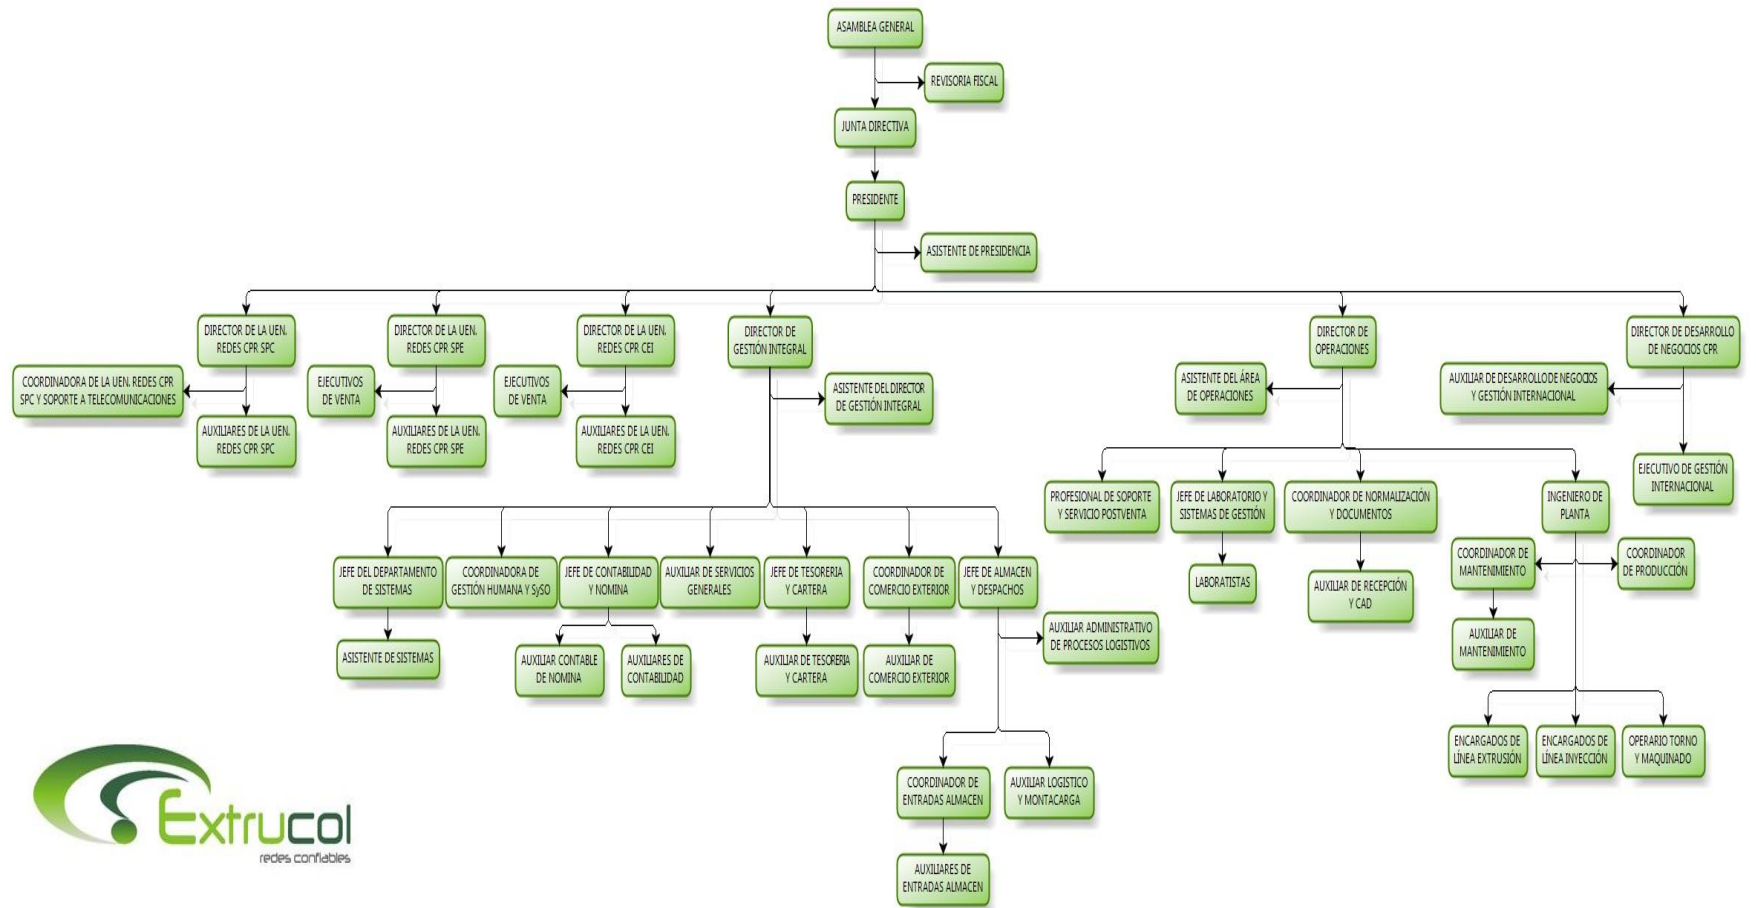 ASAMBLEA GENERAL
REVISORIA FISCAL
JUNTA DIRECTIVA
PRESIDENTE
ASISTENTE DE PRESIDENCIA
DIRECTOR DE LA UEN.
REDES CPR SPC
DIRECTOR DE LA UEN.
REDES CPR SPE
DIRECTOR DE LA UEN.
REDES CPR CEI
DIRECTOR DE
GESTIÓN INTEGRAL
DIRECTOR DE
OPERACIONES
DIRECTOR DE DESARROLLO
DE NEGOCIOS CPR
COORDINADORA DE LA UEN. REDES CPR
SPC Y SOPORTE A TELECOMUNICACIONES
EJECUTIVOS
DE VENTA
EJECUTIVOS
DE VENTA
ASISTENTE DEL DIRECTOR
DE GESTIÓN INTEGRAL
ASISTENTE DEL ÁREA
DE OPERACIONES
AUXILIAR DE DESARROLLO DE NEGOCIOS
Y GESTIÓN INTERNACIONAL
AUXILIARES DE LA UEN.
REDES CPR SPC
AUXILIARES DE LA UEN.
REDES CPR SPE
AUXILIARES DE LA UEN.
REDES CPR CEI
EJECUTIVO DE GESTIÓN
INTERNACIONAL
PROFESIONAL DE SOPORTE
Y SERVICIO POSTVENTA
JEFE DE LABORATORIO Y
SISTEMAS DE GESTIÓN
COORDINADOR DE NORMALIZACIÓN
Y DOCUMENTOS
INGENIERO DE
PLANTA
JEFE DEL DEPARTAMENTO
DE SISTEMAS
COORDINADORA DE
GESTIÓN HUMANA Y SySO
JEFE DE CONTABILIDAD
Y NOMINA
AUXILIAR DE SERVICIOS
GENERALES
JEFE DE TESORERIA
Y CARTERA
COORDINADOR DE
COMERCIO EXTERIOR
JEFE DE ALMACEN
Y DESPACHOS
LABORATISTAS
AUXILIAR DE RECEPCIÓN
Y CAD
COORDINADOR DE
MANTENIMIENTO
COORDINADOR
DE PRODUCCIÓN
ASISTENTE DE SISTEMAS
AUXILIAR CONTABLE
DE NOMINA
AUXILIARES DE
CONTABILIDAD
AUXILIAR DE TESORERIA
Y CARTERA
AUXILIAR DE
COMERCIO EXTERIOR
AUXILIAR ADMINISTRATIVO
DE PROCESOS LOGISTIVOS
AUXILIAR DE
MANTENIMIENTO
ENCARGADOS DE
LÍNEA EXTRUSIÓN
ENCARGADOS DE
LÍNEA INYECCIÓN
OPERARIO TORNO
Y MAQUINADO
COORDINADOR DE
ENTRADAS ALMACEN
AUXILIAR LOGISTICO
Y MONTACARGA
AUXILIARES DE
ENTRADAS ALMACEN
Extrucol
redes confiables